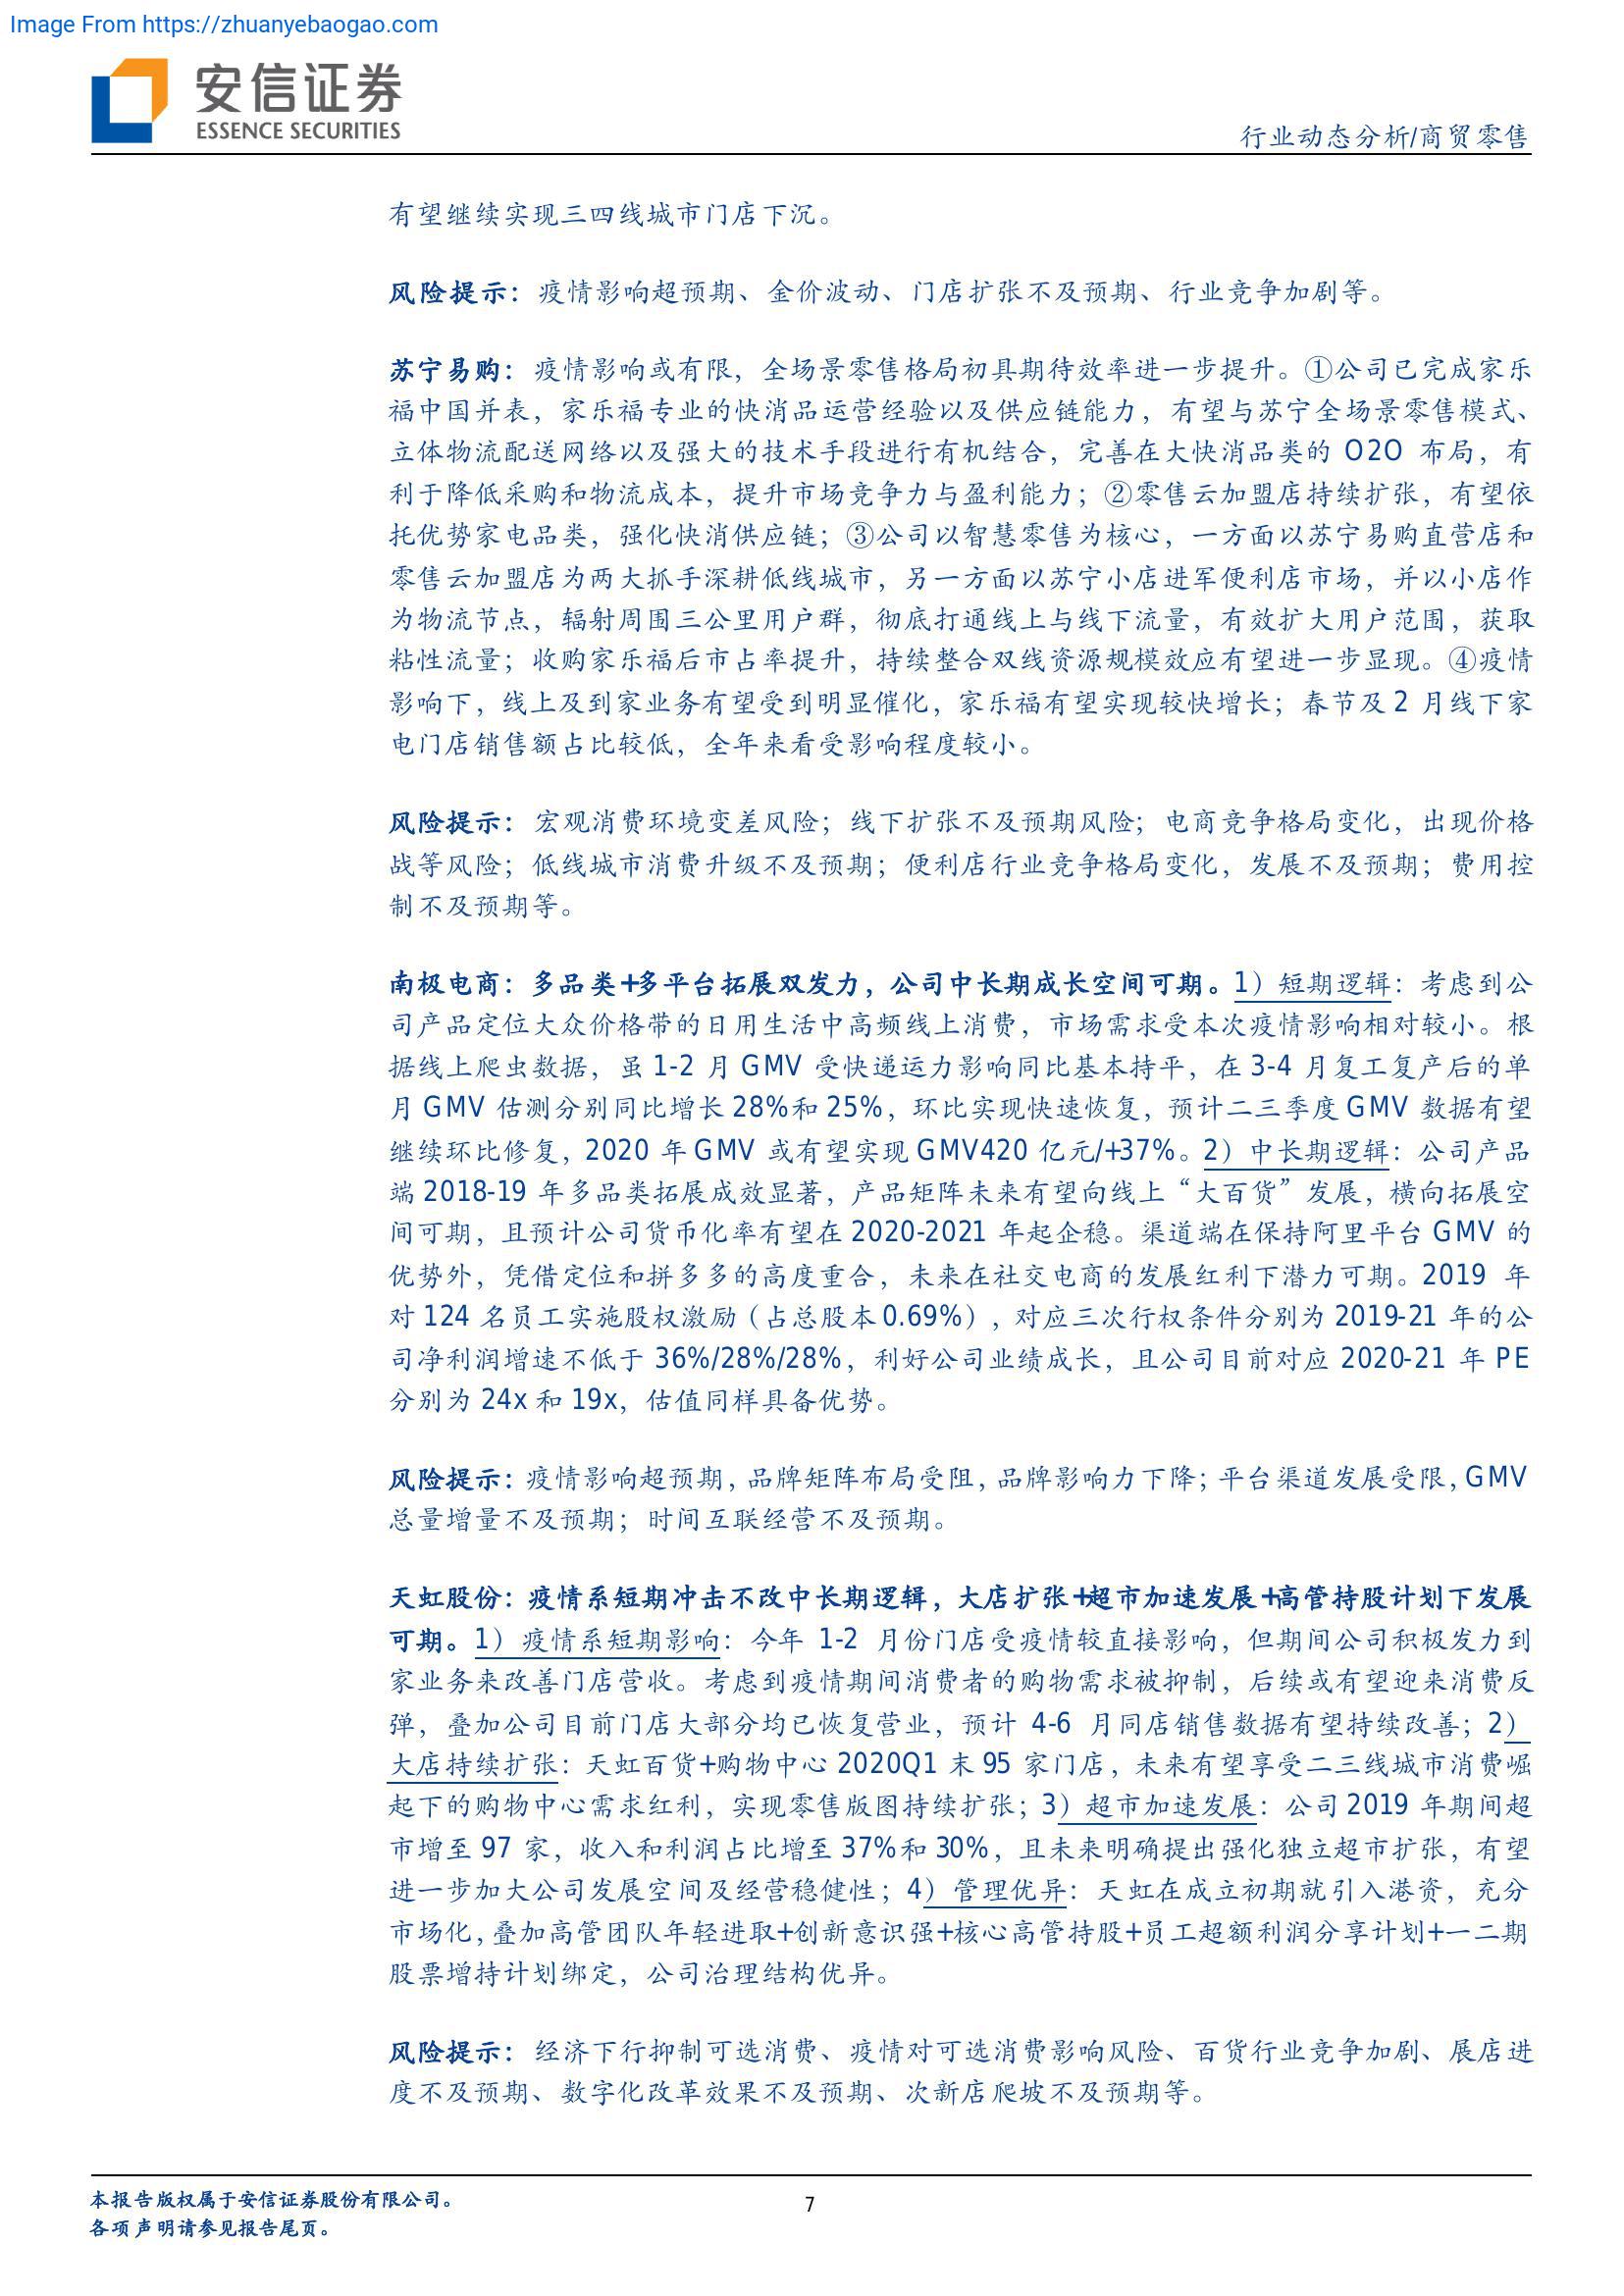 Image From https://zhuanyebaogao.com
安信证券
ESSENCE SECURITIES
行业动态分析/商贸零售
有望继续实现三四线城市门店下沉。
风险提示：疫情影响超预期、金价波动、门店扩张不及预期、行业竞争加剧等。
苏宁易购：疫情影响或有限，全场景零售格局初具期待效率进一步提升。①公司已完成家乐
福中国并表，家乐福专业的快消品运营经验以及供应链能力，有望与苏宁全场景零售模式、
立体物流配送网络以及强大的技术手段进行有机结合，完善在大快消品类的 O2O 布局，有
利于降低采购和物流成本，提升市场竞争力与盈利能力；②零售云加盟店持续扩张，有望依
托优势家电品类，强化快消供应链；③公司以智慧零售为核心，一方面以苏宁易购直营店和
零售云加盟店为两大抓手深耕低线城市，另一方面以苏宁小店进军便利店市场，并以小店作
为物流节点，辐射周围三公里用户群，彻底打通线上与线下流量，有效扩大用户范围，获取
粘性流量；收购家乐福后市占率提升，持续整合双线资源规模效应有望进一步显现。④疫情
影响下，线上及到家业务有望受到明显催化，家乐福有望实现较快增长；春节及 2 月线下家
电门店销售额占比较低，全年来看受影响程度较小。
风险提示：宏观消费环境变差风险；线下扩张不及预期风险；电商竞争格局变化，出现价格
战等风险；低线城市消费升级不及预期；便利店行业竞争格局变化，发展不及预期；费用控
制不及预期等。
南极电商：多品类+多平台拓展双发力，公司中长期成长空间可期。1）短期逻辑：考虑到公
司产品定位大众价格带的日用生活中高频线上消费，市场需求受本次疫情影响相对较小。根
据线上爬虫数据，虽 1-2 月 GMV 受快递运力影响同比基本持平，在 3-4 月复工复产后的单
月 GMV 估测分别同比增长 28%和 25%，环比实现快速恢复，预计二三季度 GMV 数据有望
继续环比修复，2020 年 GMV 或有望实现 GMV420 亿元/+37%。2）中长期逻辑：公司产品
端 2018-19 年多品类拓展成效显著，产品矩阵未来有望向线上“大百货”发展，横向拓展空
间可期，且预计公司货币化率有望在 2020-2021 年起企稳。渠道端在保持阿里平台 GMV 的
优势外，凭借定位和拼多多的高度重合，未来在社交电商的发展红利下潜力可期。2019 年
对 124 名员工实施股权激励（占总股本 0.69%），对应三次行权条件分别为 2019-21 年的公
司净利润增速不低于 36%/28%/28%，利好公司业绩成长，且公司目前对应 2020-21 年 PE
分别为 24x 和 19x，估值同样具备优势。
风险提示：疫情影响超预期，品牌矩阵布局受阻，品牌影响力下降；平台渠道发展受限，GMV
总量增量不及预期；时间互联经营不及预期。
天虹股份：疫情系短期冲击不改中长期逻辑，大店扩张+超市加速发展+高管持股计划下发展
可期。1）疫情系短期影响：今年 1-2 月份门店受疫情较直接影响，但期间公司积极发力到
家业务来改善门店营收。考虑到疫情期间消费者的购物需求被抑制，后续或有望迎来消费反
弹，叠加公司目前门店大部分均已恢复营业，预计 4-6 月同店销售数据有望持续改善；2）
大店持续扩张：天虹百货+购物中心 2020Q1 末 95 家门店，未来有望享受二三线城市消费崛
起下的购物中心需求红利，实现零售版图持续扩张；3）超市加速发展：公司 2019 年期间超
市增至 97 家，收入和利润占比增至 37%和 30%，且未来明确提出强化独立超市扩张，有望
进一步加大公司发展空间及经营稳健性；4）管理优异：天虹在成立初期就引入港资，充分
市场化，叠加高管团队年轻进取+创新意识强+核心高管持股+员工超额利润分享计划+一二期
股票增持计划绑定，公司治理结构优异。
风险提示：经济下行抑制可选消费、疫情对可选消费影响风险、百货行业竞争加剧、展店进
度不及预期、数字化改革效果不及预期、次新店爬坡不及预期等。
本报告版权属于安信证券股份有限公司。
各项声明请参见报告尾页。
7